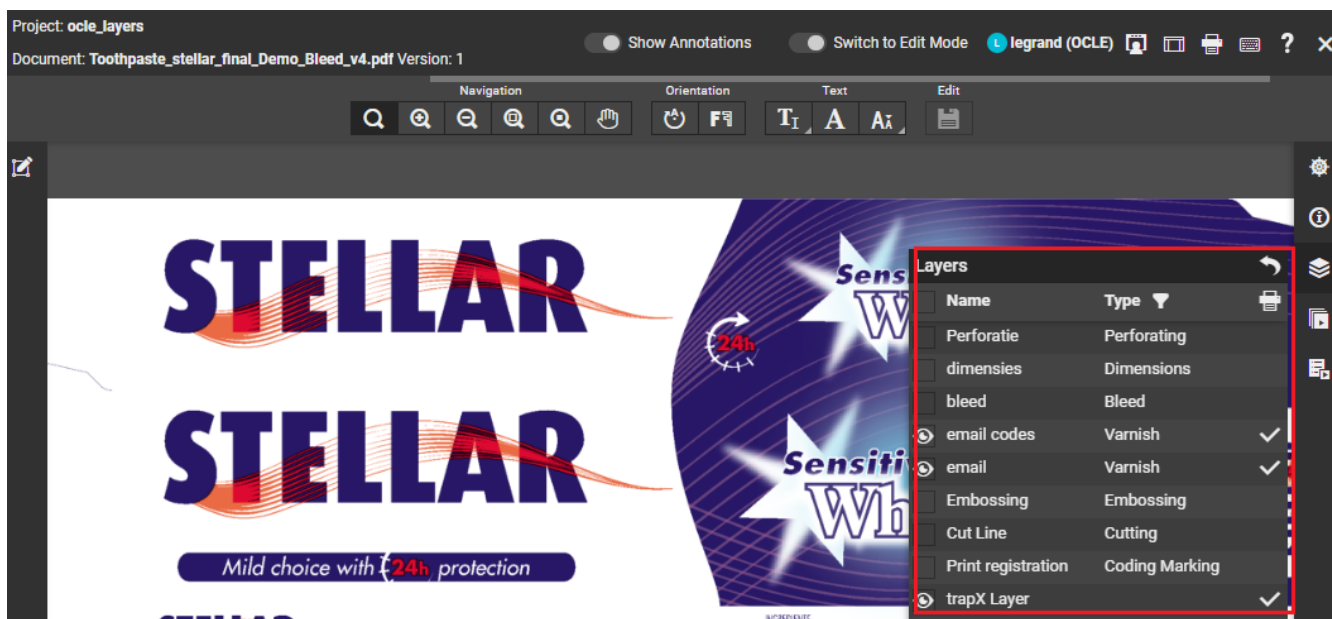 Project: ocle_layers
Document: Toothpaste_stellar_final_Demo_Bleed_v4.pdf Version: 1
Show Annotations
Switch to Edit Mode
L legrand (OCLE)
Navigation
Orientation
Text
Edit
STELLAR
STELLAR
Mild choice with 24h protection
STELLAR
24h
Sens
Wh
Sensiti
Wh
Layers
Name Type
Perforatie Perforating
dimensies Dimensions
bleed Bleed
email codes Varnish
email Varnish
Embossing Embossing
Cut Line Cutting
Print registration Coding Marking
trapX Layer